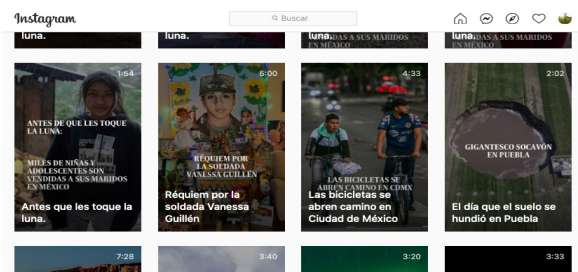 Instagram
Buscar
luna.
luna.
luna.
DAS A SUS MARIDOS
EN MÉXICO
luna.
DAS A SUS MARIDOS
EN MÉXICO
1:54
ANTES DE QUE LES TOQUE
LA LUNA:
MILES DE NIÑAS Y
ADOLESCENTES SON
VENDIDAS A SUS MARIDOS
EN MÉXICO
Antes que les toque la
luna.
5:00
RÉQUIEM POR
LA SOLDADA
VANESSA GUILLÉN
Réquiem por la
soldada Vanessa
Guillén
4:33
LAS BICICLETAS SE
ABREN CAMINO EN CDMX
Las bicicletas se
abren camino en
Ciudad de México
2:02
GIGANTESCO SOCAVÓN
EN PUEBLA
El día que el suelo se
hundió en Puebla
7:28
3:40
3:20
3:33